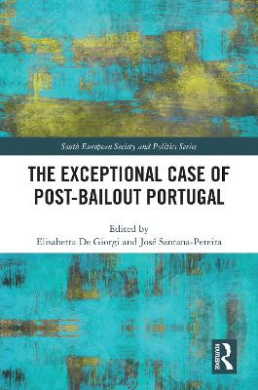 South European Society and Politics Series
THE EXCEPTIONAL CASE OF
POST-BAILOUT PORTUGAL
Edited by
Elisabetta De Giorgi and José Santana-Pereira
R
ROUTLEDGE